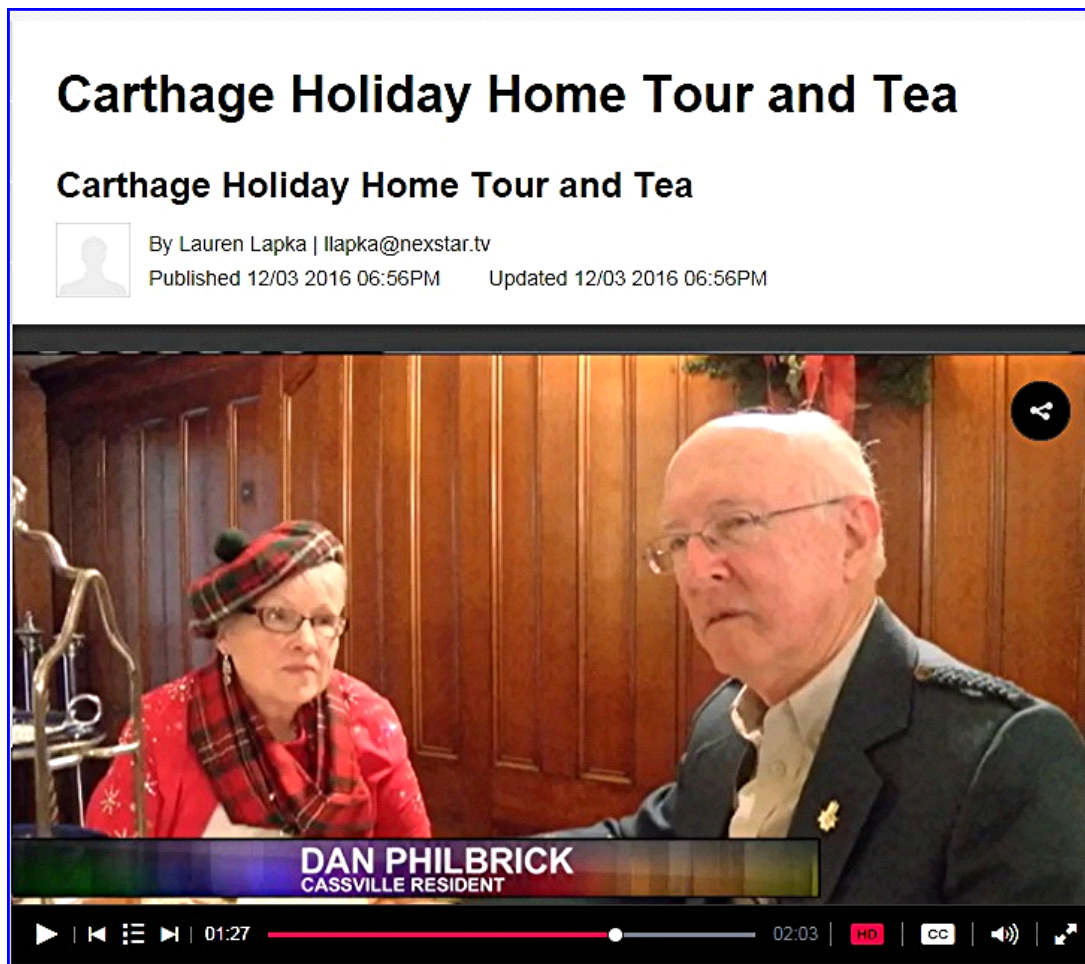 Carthage Holiday Home Tour and Tea
Carthage Holiday Home Tour and Tea
By Lauren Lapka | llapka@nexstar.tv
Published 12/03 2016 06:56PM Updated 12/03 2016 06:56PM
DAN PHILBRICK
CASSVILLE RESIDENT
01:27 02:03 HD CC